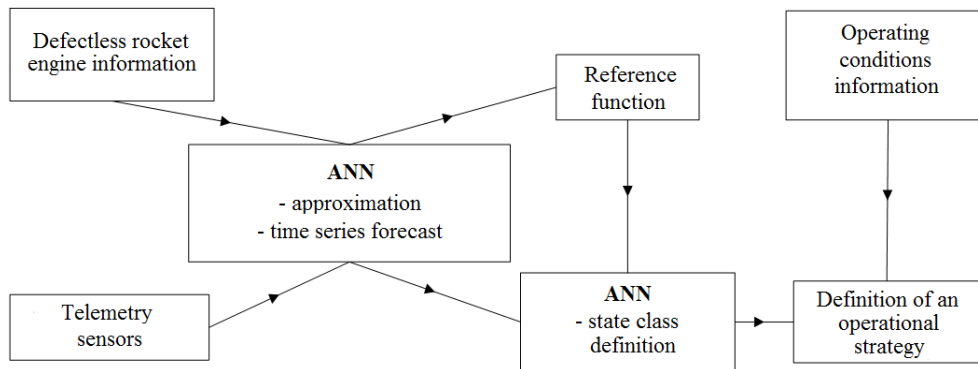 Defectless rocket
engine information
Operating
conditions
information
Reference
function
ANN
- approximation
- time series forecast
Telemetry
sensors
ANN
- state class
definition
Definition of an
operational
strategy